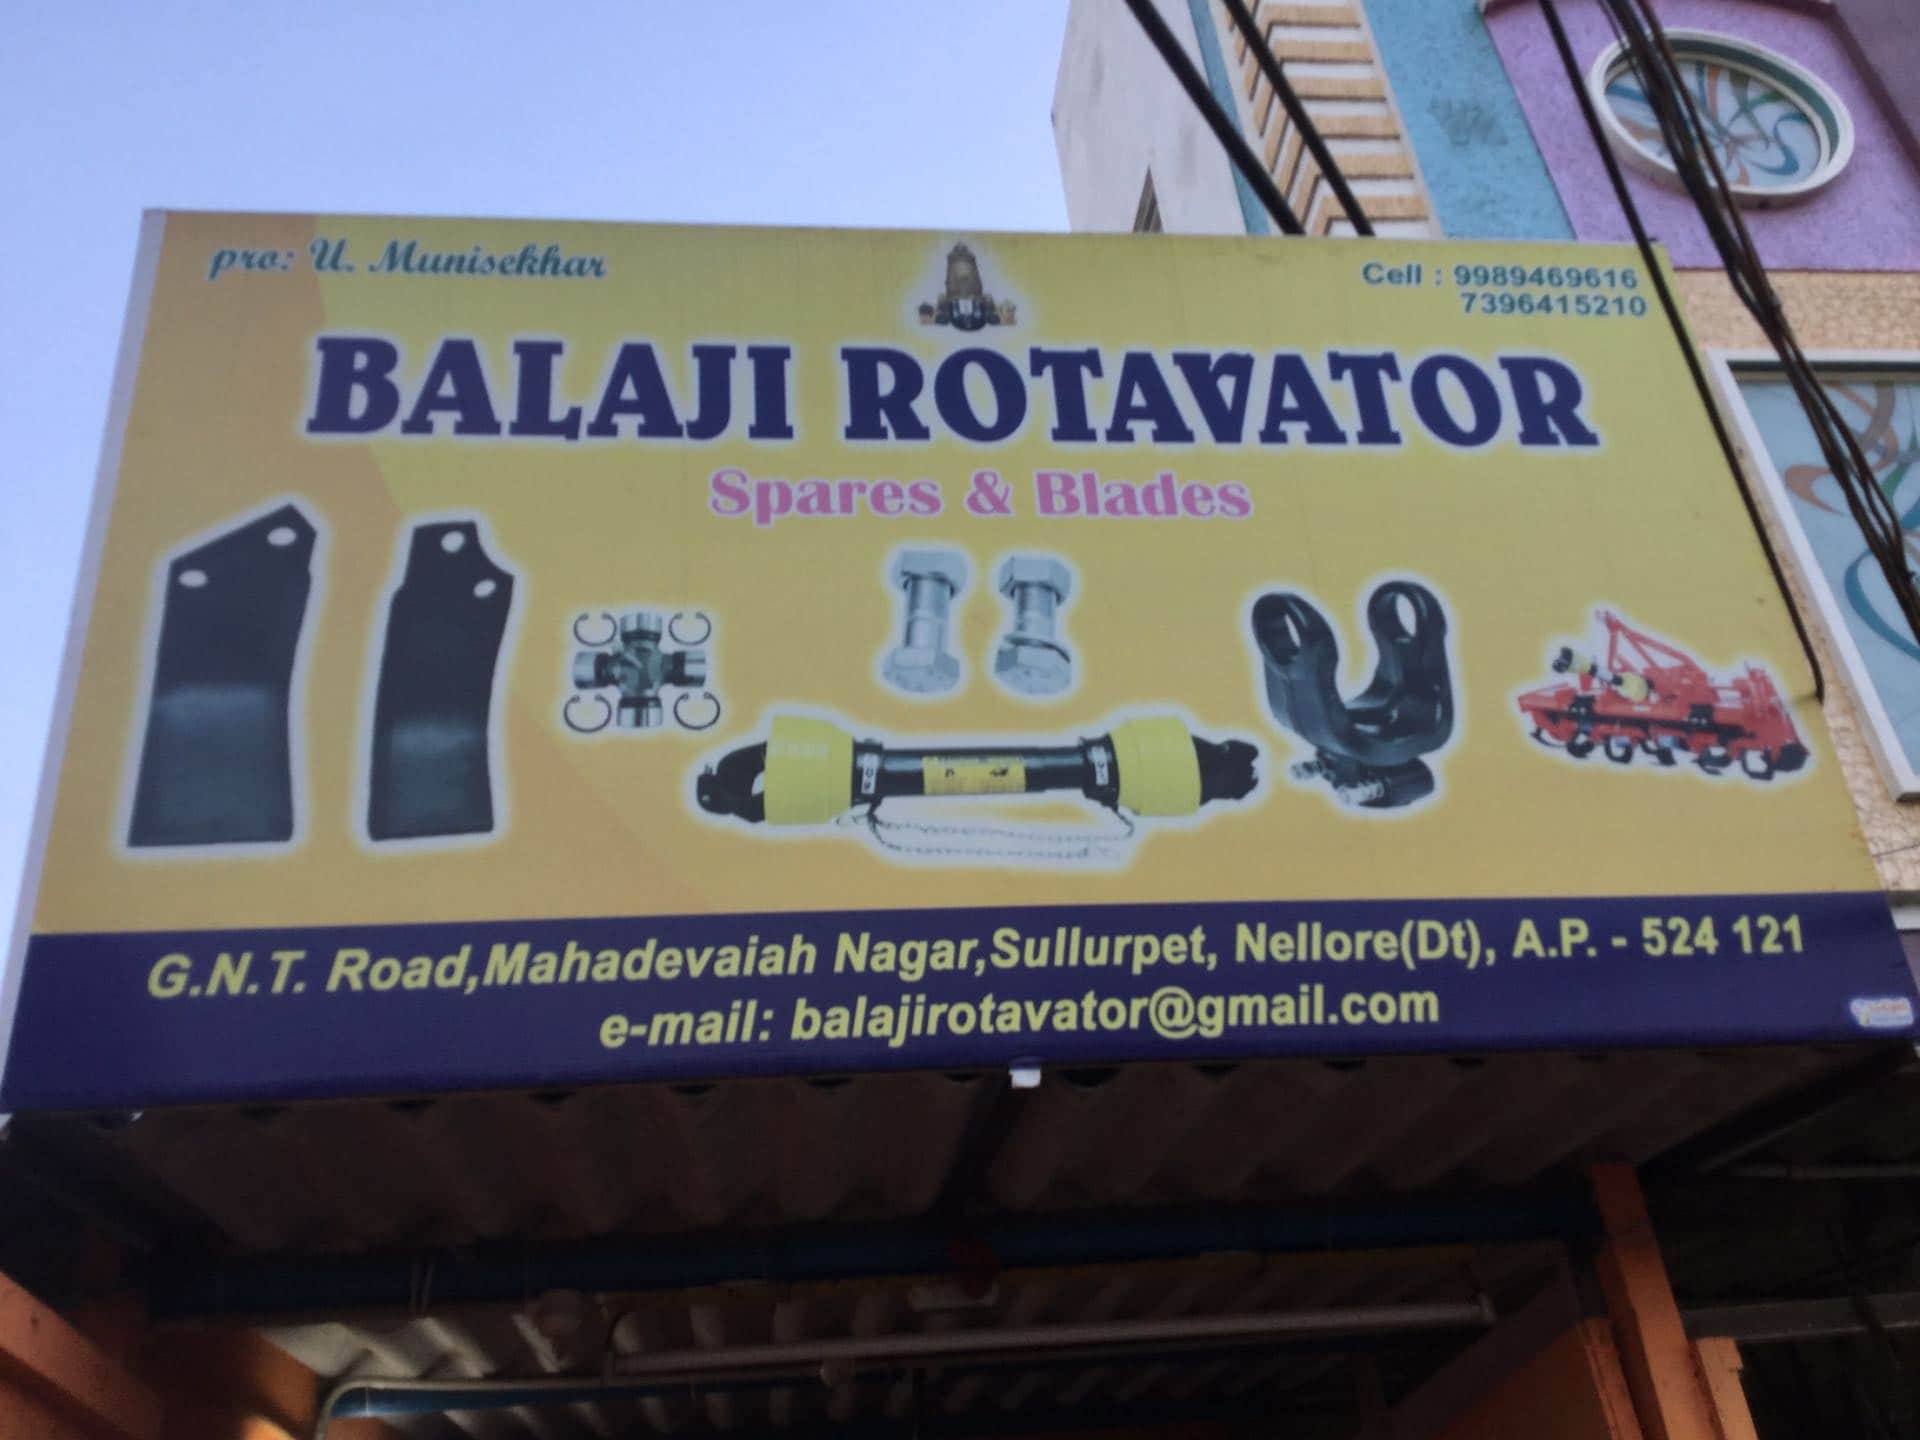 pro: U. Munisekhar
Cell : 9989469616
7396415210
BALAJI ROTAVATOR
Spares & Blades
G.N.T. Road,Mahadevaiah Nagar,Sullurpet, Nellore(Dt), A.P. - 524 121
e-mail: balajirotavator@gmail.com